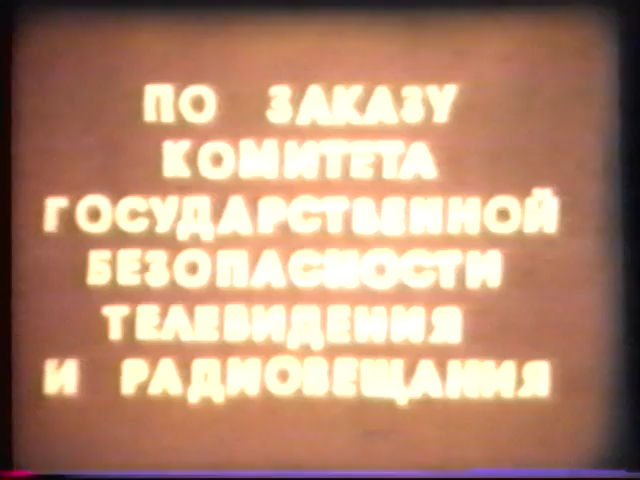 ПО ЗАКАЗУ
КОМИТЕТА
ГОСУДАРСТВЕННОЙ
БЕЗОПАСНОСТИ
ТЕЛЕВИДЕНИЯ
И РАДИОВЕЩАНИЯ